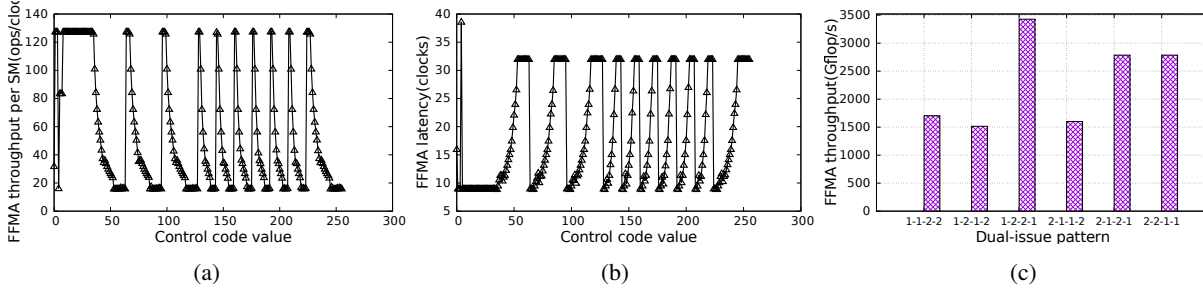 FFMA throughput per SM(ops/cloc
140
120
100
80
60
40
20
0
0 50 100 150 200 250 300
Control code value
(a)
FFMA latency(clocks)
40
35
30
25
20
15
10
5
0 50 100 150 200 250 300
Control code value
(b)
FFMA throughput(Gflop/s)
3500
3000
2500
2000
1500
1000
500
0
1-1-2-2 1-2-1-2 1-2-2-1 2-1-1-2 2-1-2-1 2-2-1-1
Dual-issue pattern
(c)